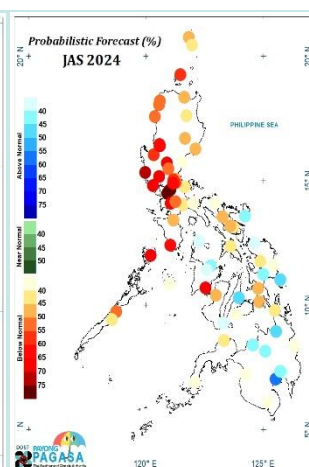 Probabilistic Forecast (%)
JAS 2024
20° N
PHILIPPINE SEA
40
45
50
55
60
65
70
75
Above Normal
40
45
50
Near Normal
40
45
50
55
60
65
70
75
Below Normal
15° N
10° N
5° N
DOST
PAYONG
PAGASA
120° E
125° E